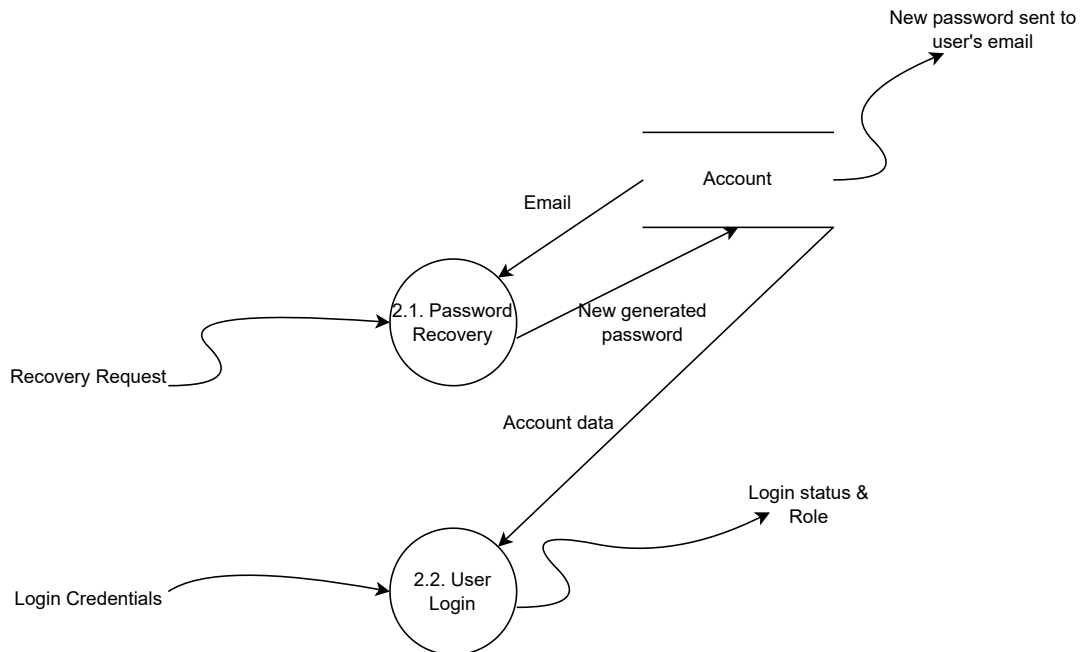 New password sent to
user's email
Account
Email
2.1. Password
Recovery
New generated
password
Recovery Request
Account data
Login status &
Role
2.2. User
Login
Login Credentials